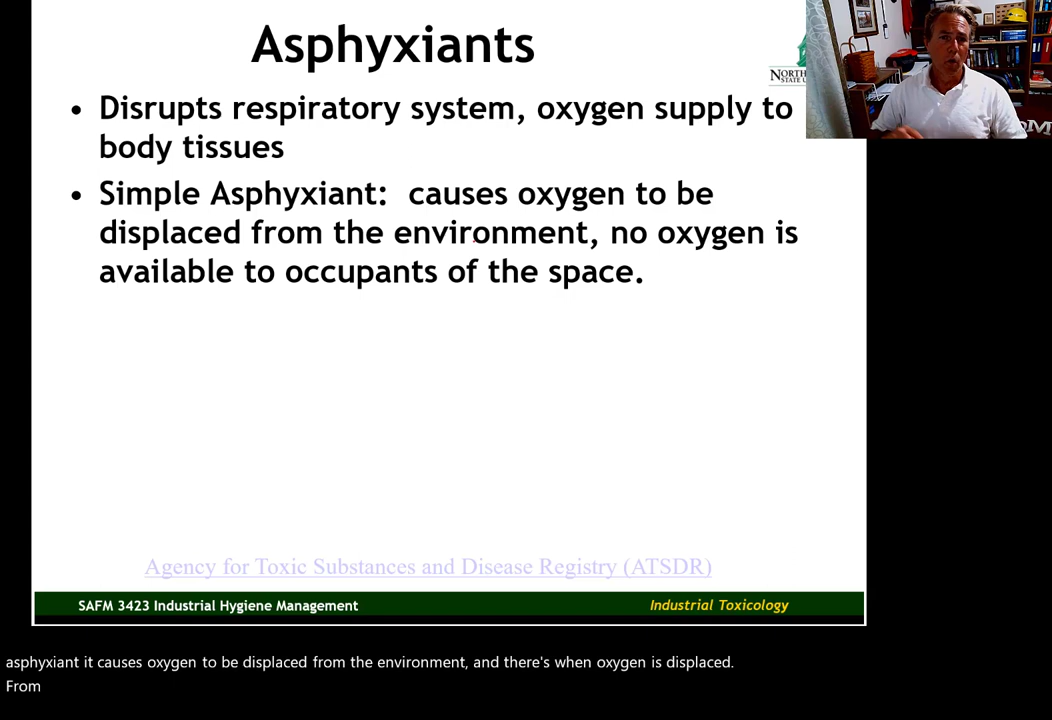 Asphyxiants
• Disrupts respiratory system, oxygen supply to
body tissues
• Simple Asphyxiant: causes oxygen to be
displaced from the environment, no oxygen is
available to occupants of the space.
Agency for Toxic Substances and Disease Registry (ATSDR)
SAFM 3423 Industrial Hygiene Management
Industrial Toxicology
asphyxiant it causes oxygen to be displaced from the environment, and there's when oxygen is displaced.
From